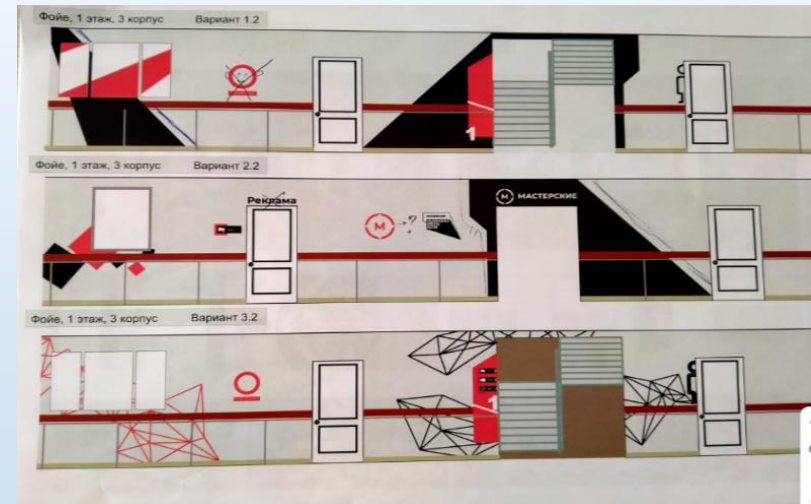 Фойе, 1 этаж, 3 корпус Вариант 1.2
1
Фойе, 1 этаж, 3 корпус Вариант 2.2
Реклама
М
?
М МАСТЕРСКИЕ
Фойе, 1 этаж, 3 корпус Вариант 3.2
1